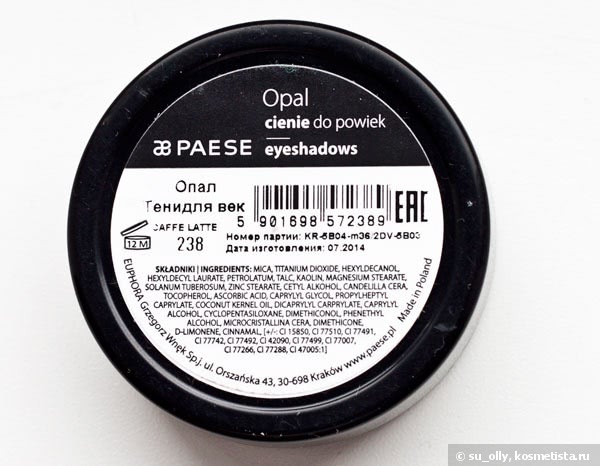 Opal
cienie do powiek
PAESE eyeshadows
Опал
Тенидля век
CAFFE LATTE
238
12 M
5 901698 572389
EAC
Номер партии: KR-5B04-m36/2DV-5B03
Дата изготовления: 07.2014
SKŁADNIKI | INGREDIENTS: MICA, TITANIUM DIOXIDE, HEXYLDECANOL,
HEXYLDECYL LAURATE, PETROLATUM, TALC, KAOLIN, MAGNESIUM STEARATE,
SOLANUM TUBEROSUM, ZINC STEARATE, CETYL ALKOHOL, CANDELILLA CERA,
TOCOPHEROL, ASCORBIC ACID, CAPRYLYL GLYCOL, PROPYLHEPTYL
CAPRYLATE, COCONUT KERNEL OIL, DICAPRYLYL CARPRYLATE, CAPRYLYL
ALCOHOL, CYCLOPENTASILOXANE, DIMETHICONOL, PHENETHYL
ALCOHOL, MICROCRISTALLINA CERA, DIMETHICONE,
D-LIMONENE, CINNAMAL, [+/-: CI 15850, CI 77510, CI 77491,
CI 77742, CI 77492, CI 42090, CI 77499, CI 77007,
CI 77266, CI 77288, CI 47005:1]
EUPHORA Grzegorz Wnęk Sp.j. ul. Orszańska 43, 30-698 Kraków www.paese.pl Made in Poland
© su_olly, kosmetista.ru